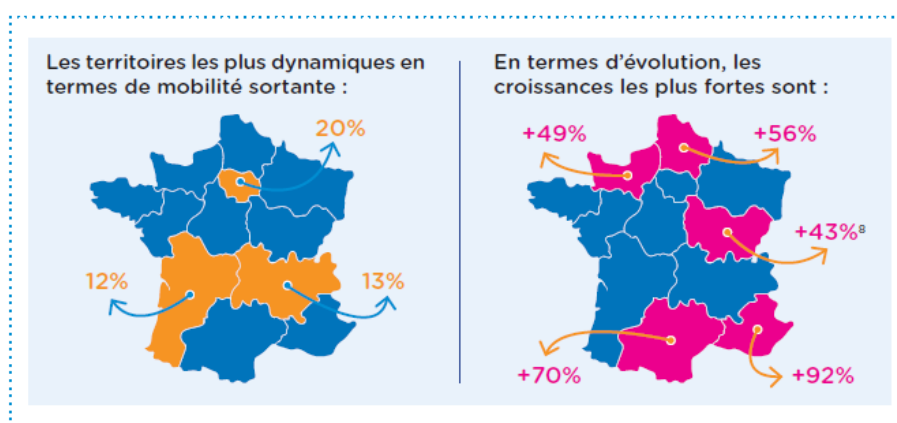 Les territoires les plus dynamiques en
termes de mobilité sortante :
20%
12%
13%
En termes d’évolution, les
croissances les plus fortes sont :
+49%
+56%
+43%⁸
+70%
+92%